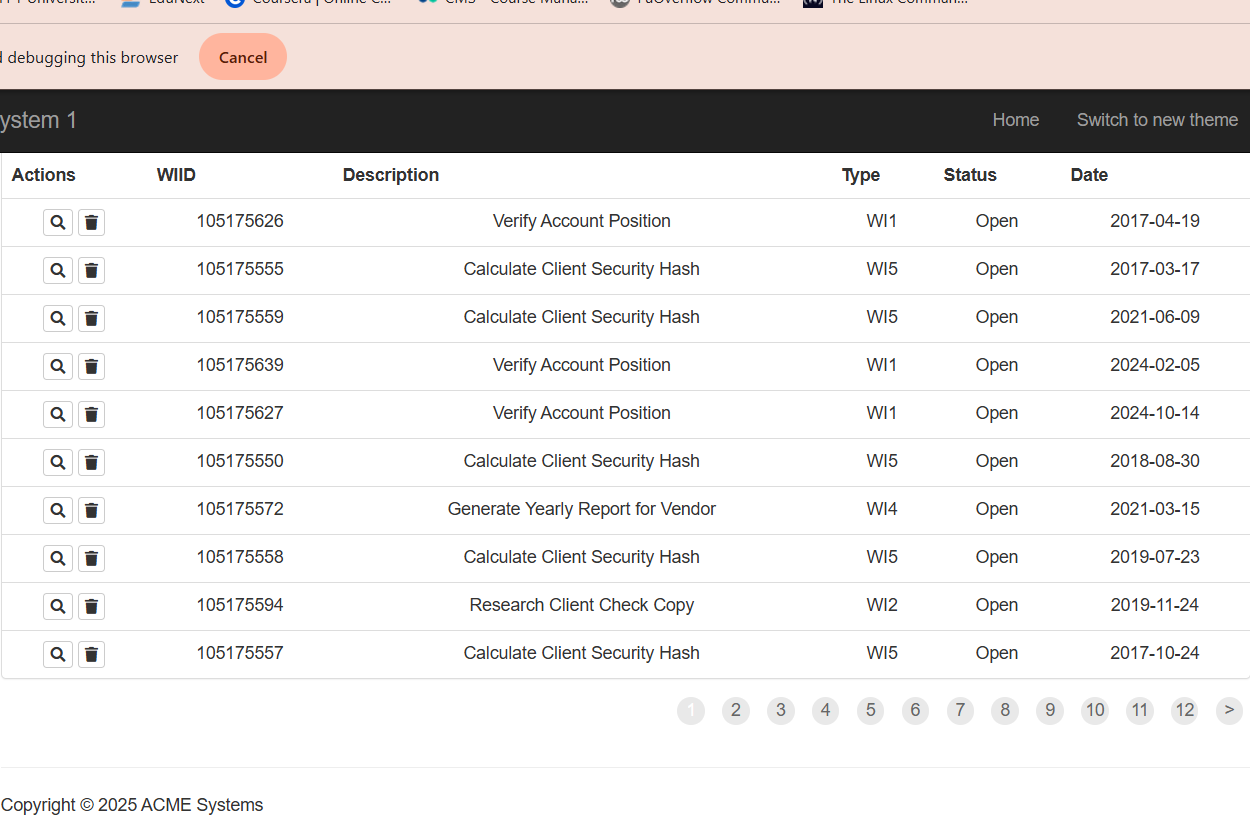 EduNext Coursera | Online C... CMS - Course Mana... The Linux Comman...
debugging this browser Cancel
ystem 1 Home Switch to new theme
Actions WIID Description Type Status Date
105175626 Verify Account Position WI1 Open 2017-04-19
105175555 Calculate Client Security Hash WI5 Open 2017-03-17
105175559 Calculate Client Security Hash WI5 Open 2021-06-09
105175639 Verify Account Position WI1 Open 2024-02-05
105175627 Verify Account Position WI1 Open 2024-10-14
105175550 Calculate Client Security Hash WI5 Open 2018-08-30
105175572 Generate Yearly Report for Vendor WI4 Open 2021-03-15
105175558 Calculate Client Security Hash WI5 Open 2019-07-23
105175594 Research Client Check Copy WI2 Open 2019-11-24
105175557 Calculate Client Security Hash WI5 Open 2017-10-24
1 2 3 4 5 6 7 8 9 10 11 12 >
Copyright © 2025 ACME Systems